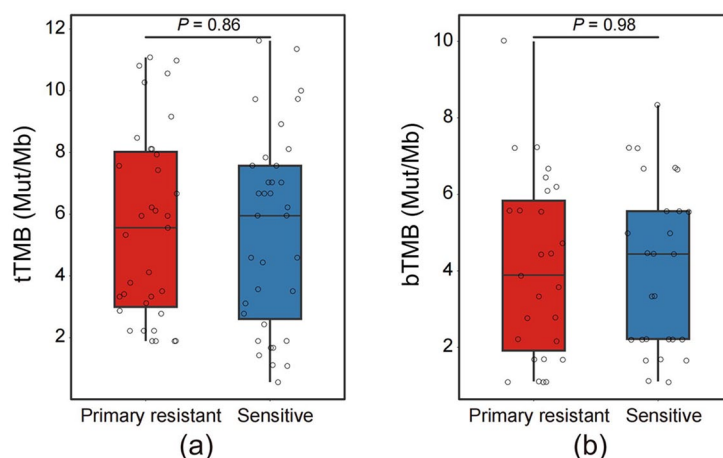 P = 0.86
12
10
8
6
4
2
tTMB (Mut/Mb)
Primary resistant Sensitive
(a)
P = 0.98
10
8
6
4
2
bTMB (Mut/Mb)
Primary resistant Sensitive
(b)